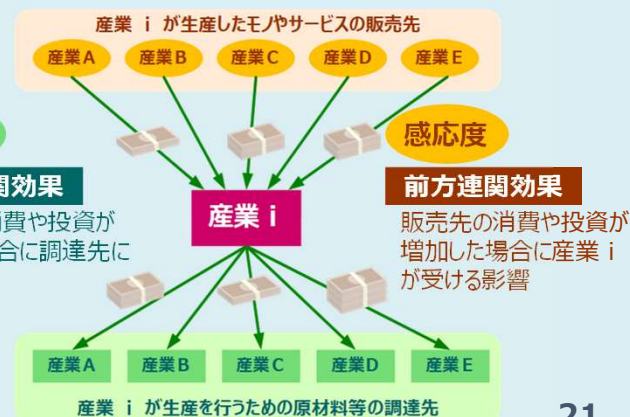 産業 i が生産したモノやサービスの販売先
産業A 産業B 産業C 産業D 産業E
感応度
効果
前方連関効果
産業 i
消費や投資が
合に調達先に
販売先の消費や投資が
増加した場合に産業 i
が受ける影響
産業A 産業B 産業C 産業D 産業E
産業 i が生産を行うための原材料等の調達先
21